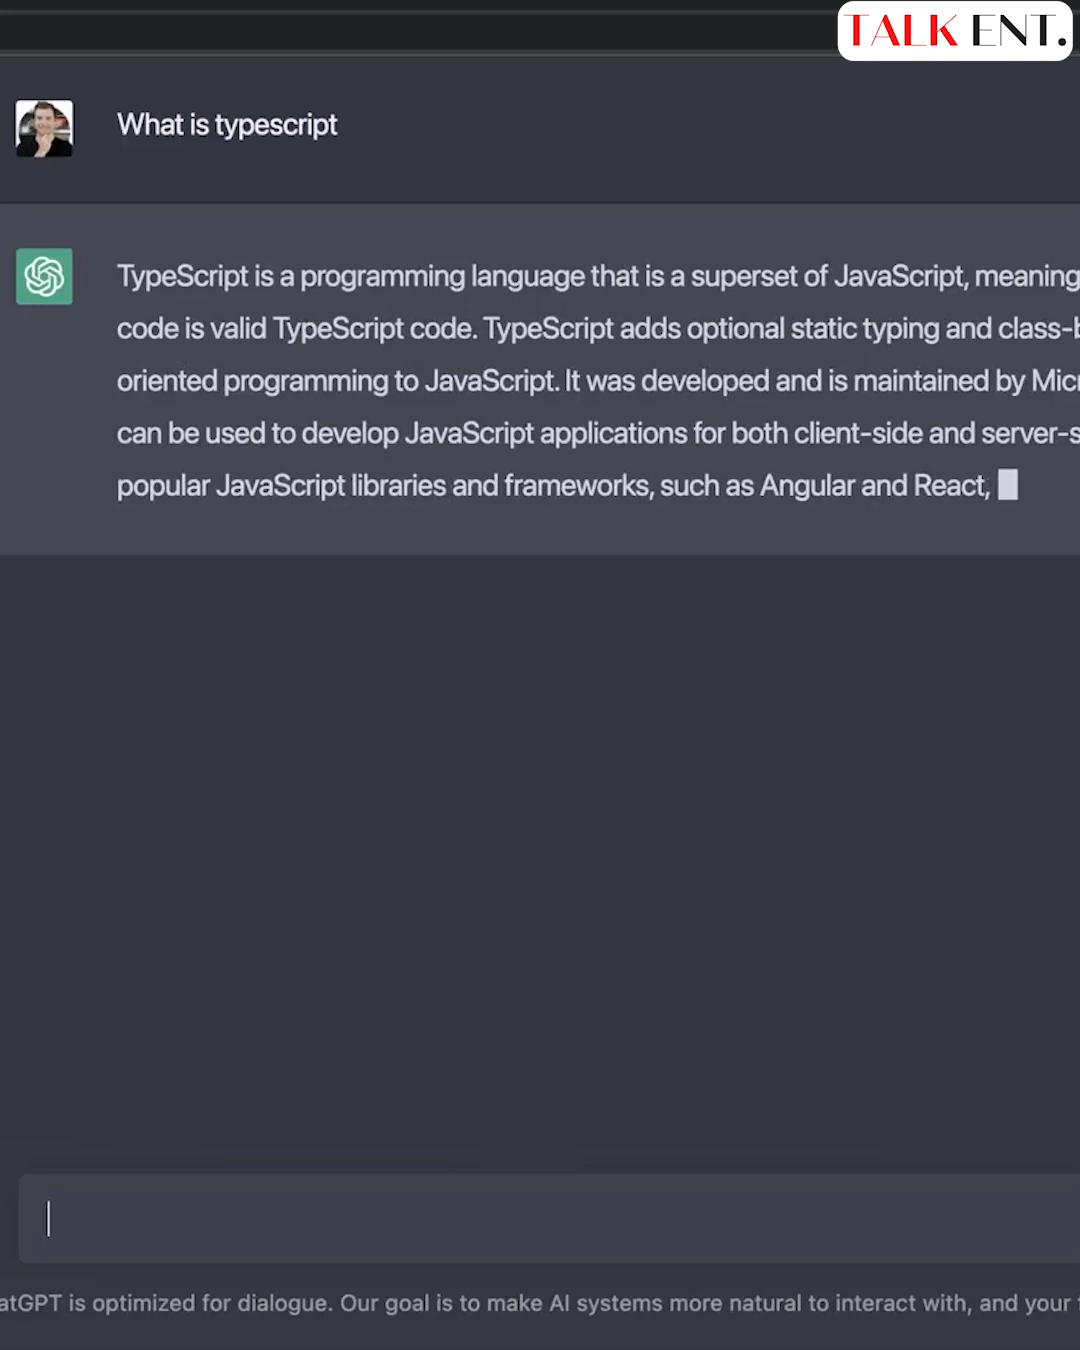 TALK ENT.
What is typescript
TypeScript is a programming language that is a superset of JavaScript, meaning
code is valid TypeScript code. TypeScript adds optional static typing and class-
oriented programming to JavaScript. It was developed and is maintained by Micr
can be used to develop JavaScript applications for both client-side and server-s
popular JavaScript libraries and frameworks, such as Angular and React,
atGPT is optimized for dialogue. Our goal is to make AI systems more natural to interact with, and your